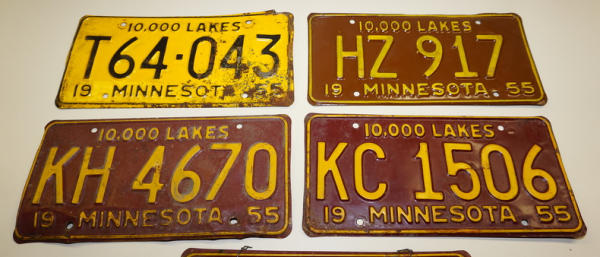 10,000 LAKES
T64·043
19 MINNESOTA 55
10,000 LAKES
HZ 917
19 MINNESOTA 55
10,000 LAKES
KH 4670
19 MINNESOTA 55
10,000 LAKES
KC 1506
19 MINNESOTA 55